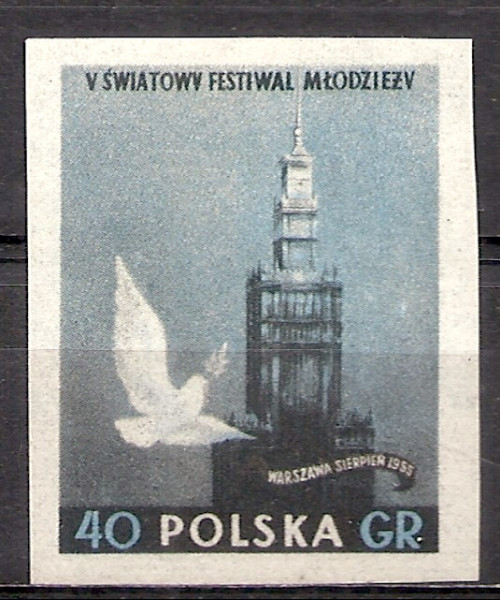 V ŚWIATOWY FESTIWAL MŁODZIEŻY
WARSZAWA SIERPIEŃ 1955
40 POLSKA GR.